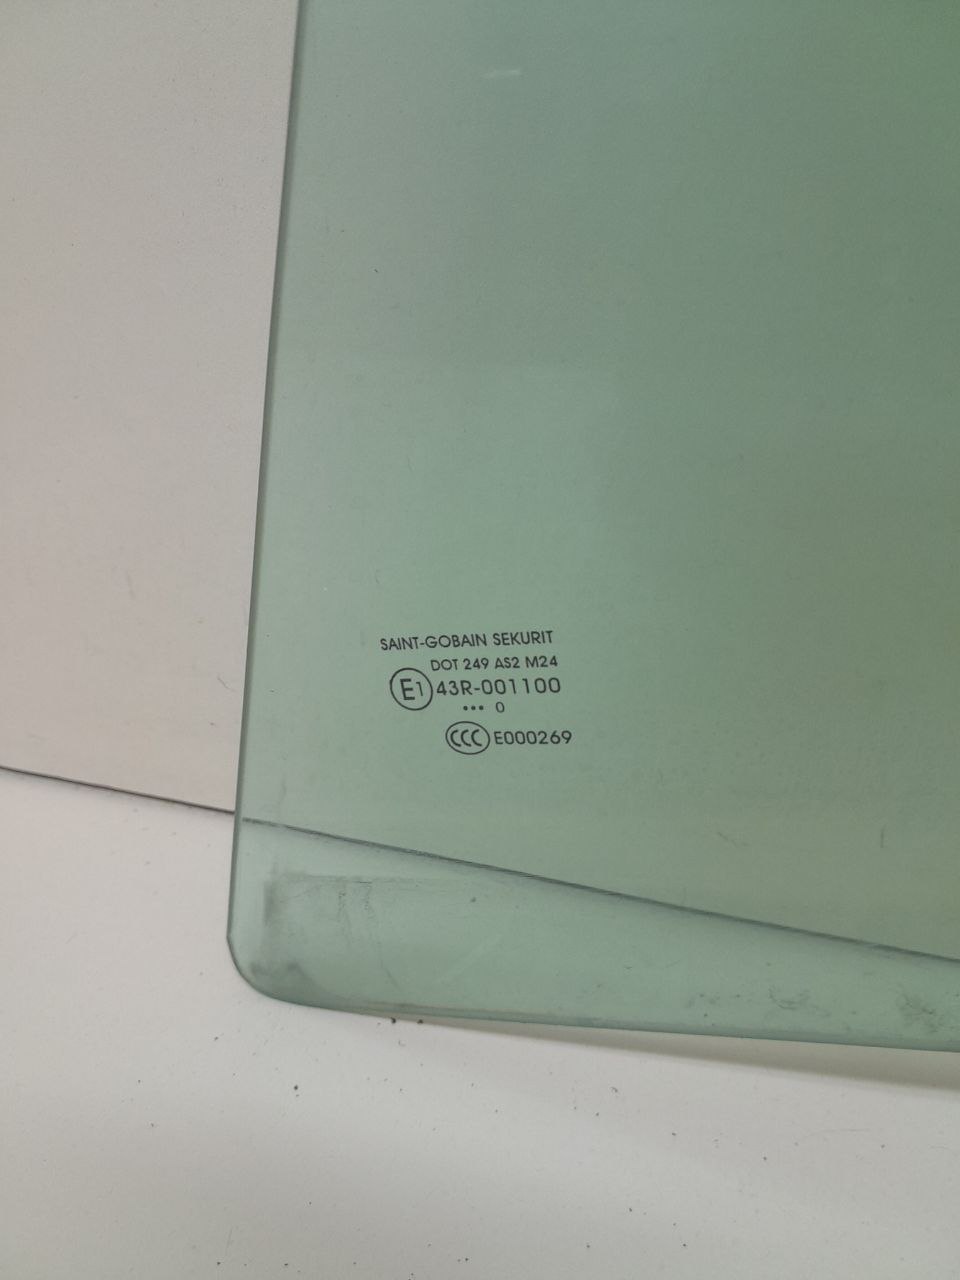 SAINT-GOBAIN SEKURIT
DOT 249 AS2 M24
E1 43R-001100
••• 0
CCC E000269